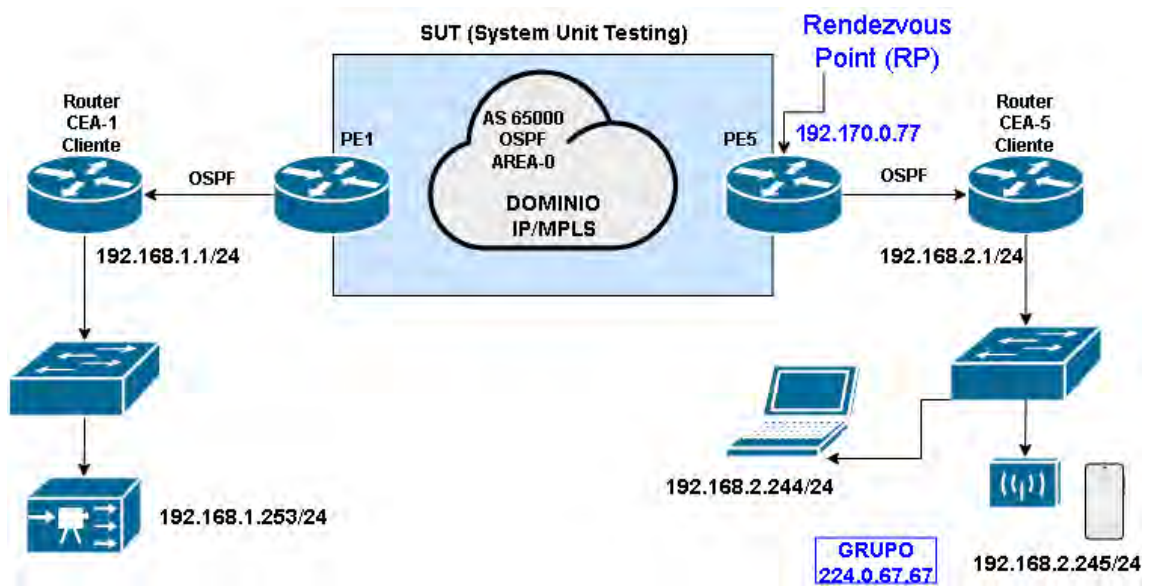 SUT (System Unit Testing)
Rendezvous
Point (RP)
Router
CEA-1
Cliente
PE1
AS 65000
OSPF
AREA-0
DOMINIO
IP/MPLS
PE5
192.170.0.77
Router
CEA-5
Cliente
OSPF
OSPF
192.168.1.1/24
192.168.2.1/24
192.168.1.253/24
192.168.2.244/24
GRUPO
224.0.67.67
192.168.2.245/24